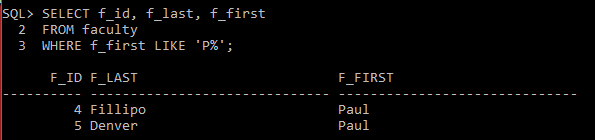 SQL> SELECT f_id, f_last, f_first
  2  FROM faculty
  3  WHERE f_first LIKE 'P%';

      F_ID F_LAST                         F_FIRST
---------- ------------------------------ ------------------------------
         4 Fillipo                        Paul
         5 Denver                         Paul